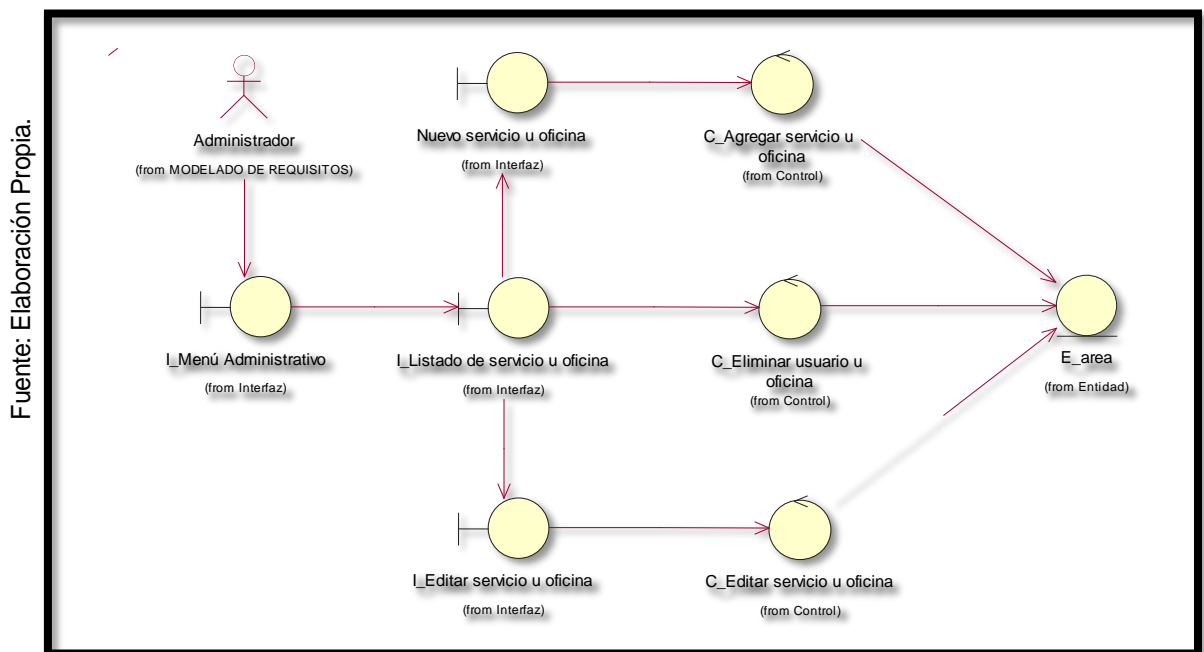 Fuente: Elaboración Propia.
Administrador
(from MODELADO DE REQUISITOS)
Nuevo servicio u oficina
(from Interfaz)
C_Agregar servicio u
oficina
(from Control)
I_Menú Administrativo
(from Interfaz)
I_Listado de servicio u oficina
(from Interfaz)
C_Eliminar usuario u
oficina
(from Control)
E_area
(from Entidad)
I_Editar servicio u oficina
(from Interfaz)
C_Editar servicio u oficina
(from Control)